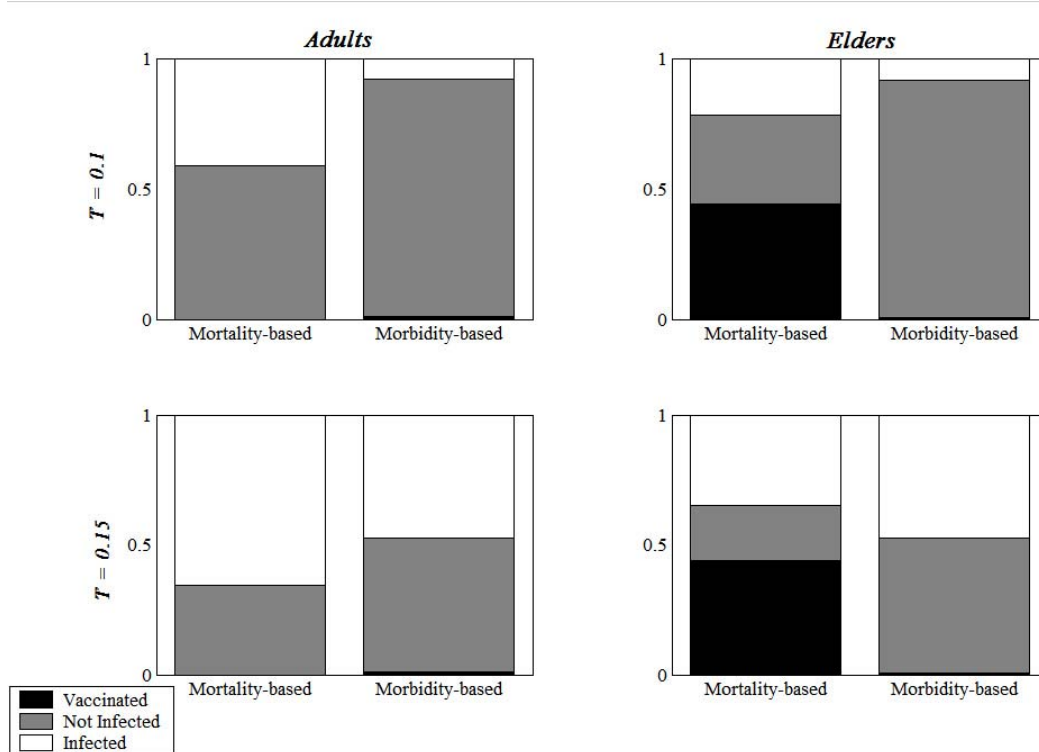 Adults
Elders
T = 0.1
1
0.5
0
Mortality-based Morbidity-based
1
0.5
0
Mortality-based Morbidity-based
T = 0.15
1
0.5
0
Mortality-based Morbidity-based
1
0.5
0
Mortality-based Morbidity-based
Vaccinated
Not Infected
Infected